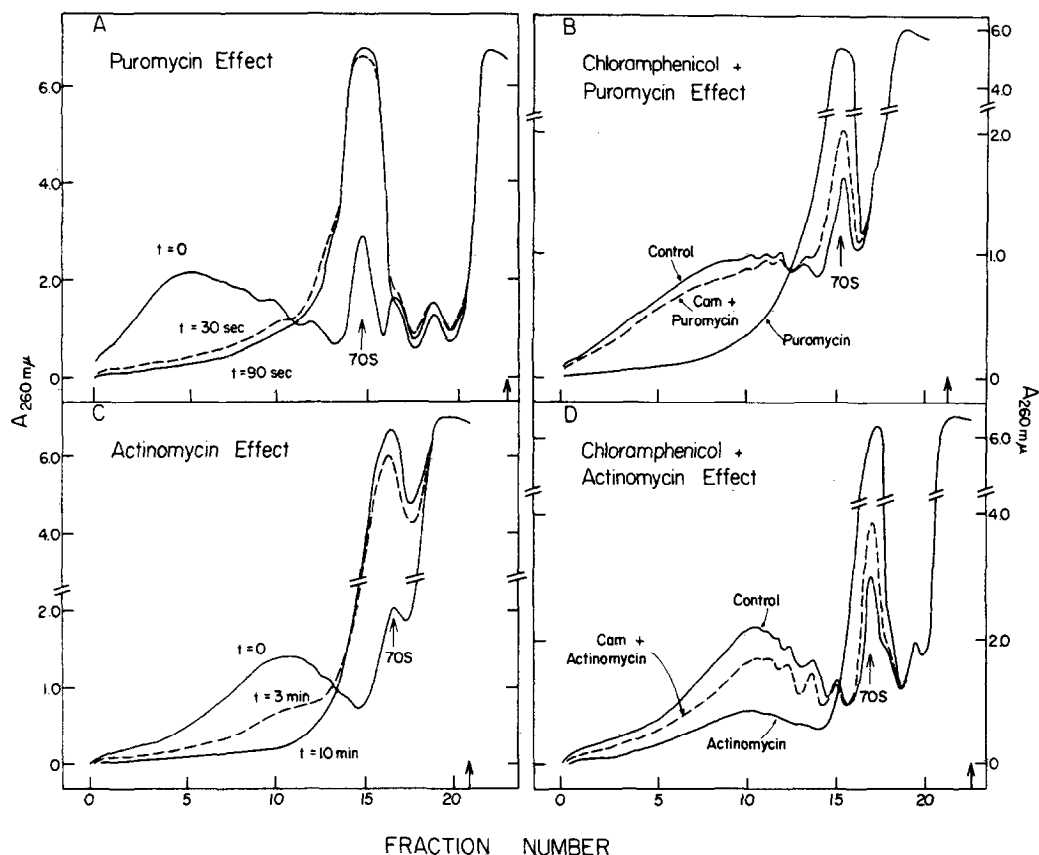 A
Puromycin Effect
6.0
4.0
2.0
0
t = 0
t = 30 sec
t = 90 sec
70S
B
Chloramphenicol +
Puromycin Effect
6.0
4.0
2.0
1.0
0
Control
Cam +
Puromycin
Puromycin
70S
A260mµ
C
Actinomycin Effect
6.0
4.0
2.0
1.0
0
t = 0
t = 3 min
t = 10 min
70S
0 5 10 15 20
D
Chloramphenicol +
Actinomycin Effect
6.0
4.0
2.0
0
Control
Cam +
Actinomycin
Actinomycin
70S
0 5 10 15 20
A260mµ
FRACTION NUMBER